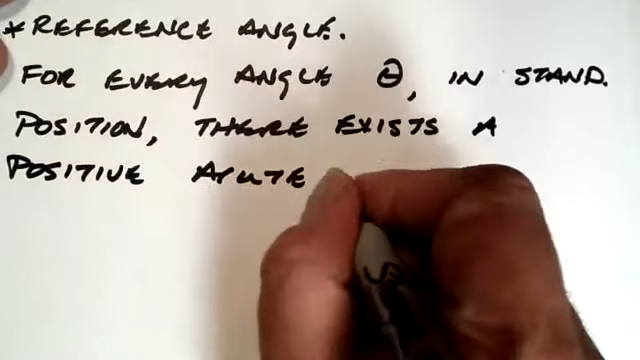 *REFERENCE ANGLE.
FOR EVERY ANGLE θ, IN STAND.
POSITION, THERE EXISTS A
POSITIVE ACUTE